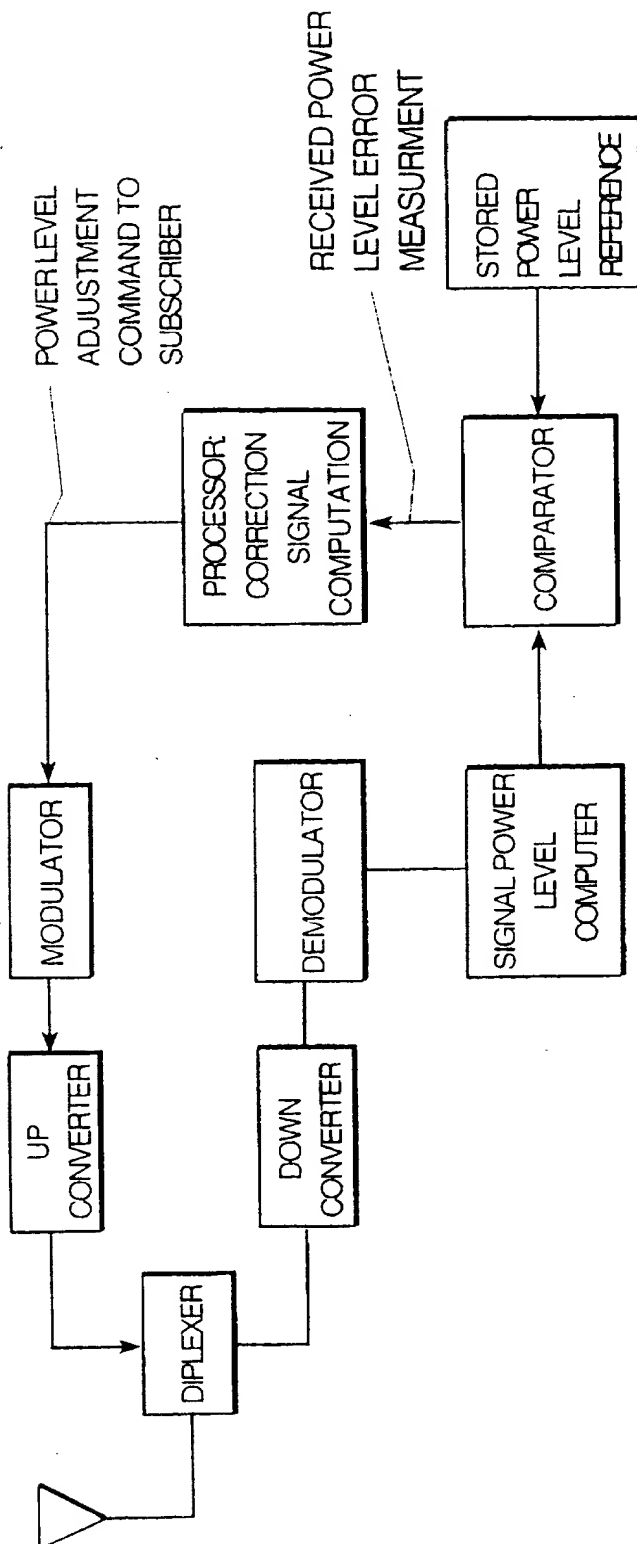 POWER LEVEL
ADJUSTMENT
COMMAND TO
SUBSCRIBER
UP
CONVERTER
MODULATOR
DIPLEXER
DOWN
CONVERTER
DEMODULATOR
PROCESSOR:
CORRECTION
SIGNAL
COMPUTATION
RECEIVED POWER
LEVEL ERROR
MEASURMENT
SIGNAL POWER
LEVEL
COMPUTER
COMPARATOR
STORED
POWER
LEVEL
REFERENCE